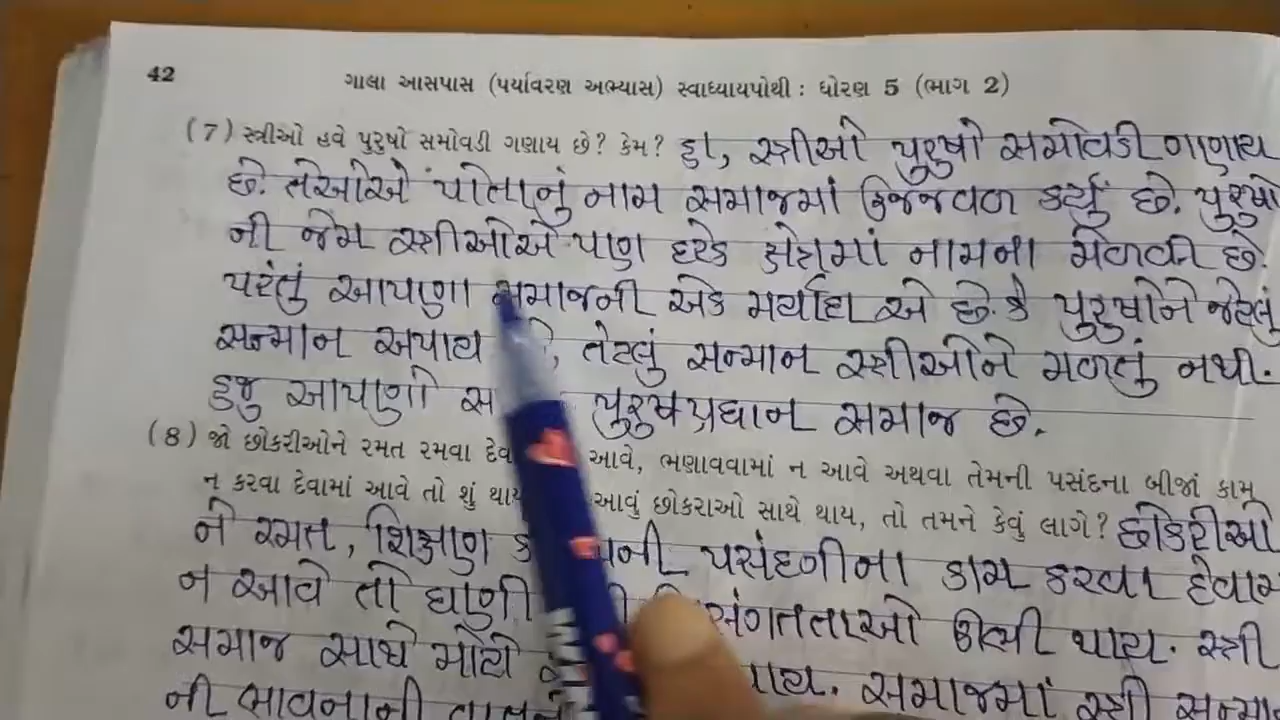 42
ગાલા આસપાસ (પર્યાવરણ અભ્યાસ) સ્વાધ્યાયપોથી : ધોરણ 5 (ભાગ 2)
(7) સ્ત્રીઓ હવે પુરુષો સમોવડી ગણાય છે? કેમ? હા, સ્ત્રીઓ પુરુષો સમોવડી ગણાય
છે. તેઓએ પોતાનું નામ સમાજમાં ઉજ્જવળ કર્યું છે. પુરુષો
ની જેમ સ્ત્રીઓએ પણ દરેક ક્ષેત્રમાં નામના મેળવી છે.
પરંતું આપણા સમાજની એક મર્યાદા એ છે. કે પુરુષોને જેટલું
સન્માન અપાય તેટલું સન્માન સ્ત્રીઓને મળતું નથી.
હજુ આપણો પુરુષપ્રધાન સમાજ છે.
(8) જો છોકરીઓને રમત રમવા આવે, ભણાવવામાં ન આવે અથવા તેમની પસંદના બીજાં કામ
ન કરવા દેવામાં આવે તો શું આવું છોકરાઓ સાથે થાય, તો તમને કેવું લાગે? છોકરીઓ
ને રમત, શિક્ષણ પસંદગીના કામ કરવા
ન આવે તો ઘણી ઊભી થાય. સ્ત્રી
સમાજ સાથે મોટો સમાજમાં સ્ત્રી
ની ભાવનાની